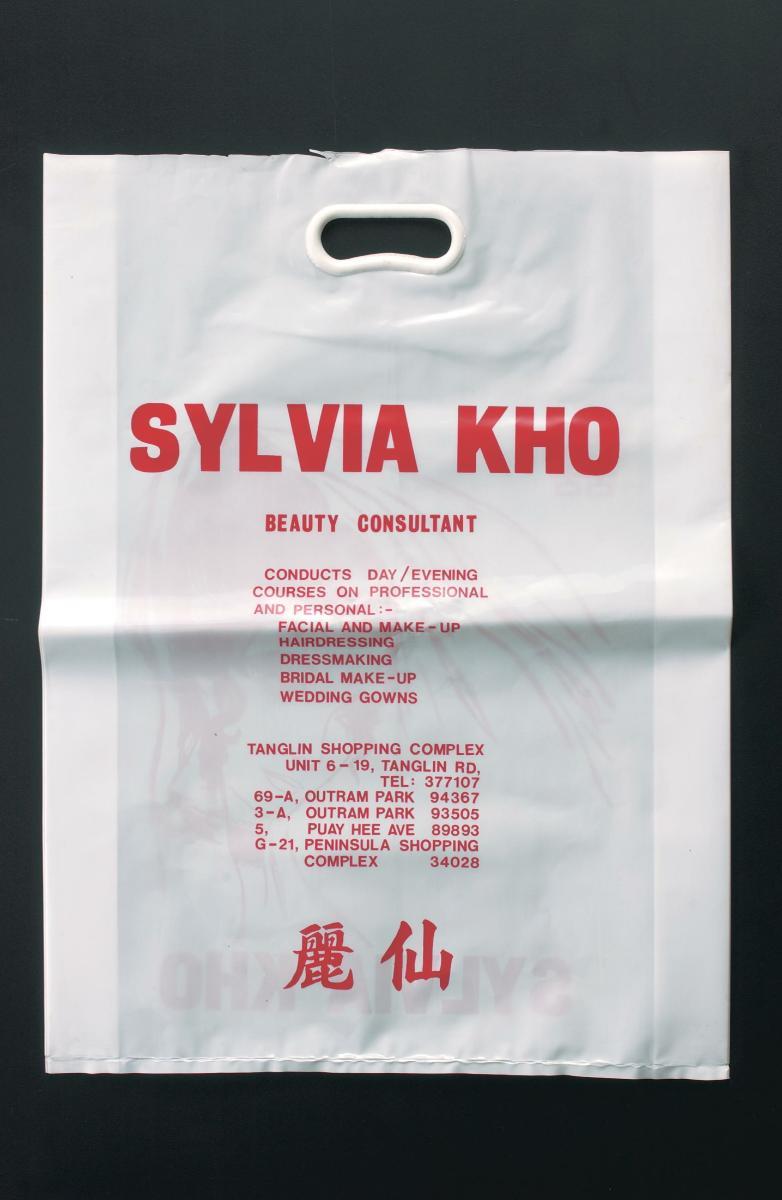 SYLVIA KHO
BEAUTY CONSULTANT
CONDUCTS DAY/EVENING
COURSES ON PROFESSIONAL
AND PERSONAL:-
FACIAL AND MAKE-UP
HAIRDRESSING
DRESSMAKING
BRIDAL MAKE-UP
WEDDING GOWNS
TANGLIN SHOPPING COMPLEX
UNIT 6-19, TANGLIN RD,
TEL: 377107
69-A, OUTRAM PARK 94367
3-A, OUTRAM PARK 93505
5, PUAY HEE AVE 89893
G-21, PENINSULA SHOPPING
COMPLEX 34028
麗仙
SYLVIA KHO